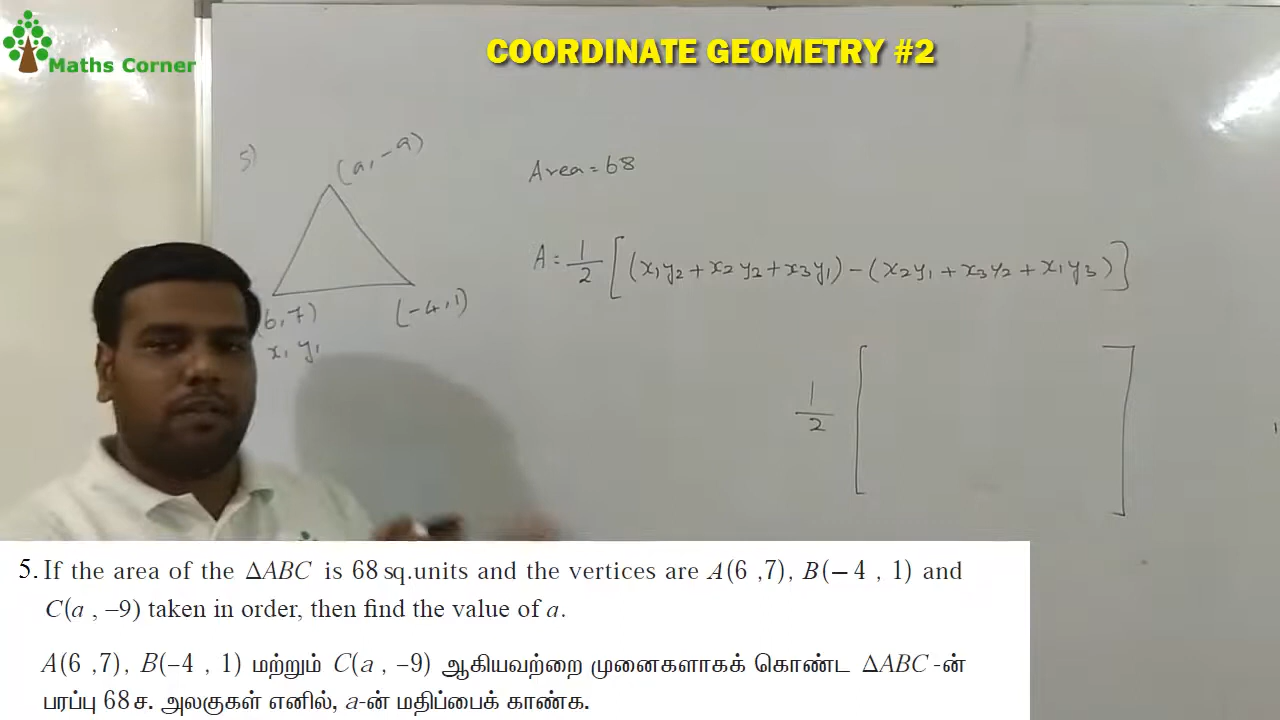 Maths Corner
COORDINATE GEOMETRY #2
5)
(a, -9)
Area = 68
A = 1/2 [(x₁y₂ + x₂y₃ + x₃y₁) - (x₂y₁ + x₃y₂ + x₁y₃)]
(6, 7)
(-4, 1)
x₁ y₁
1/2 [ ]
5. If the area of the ΔABC is 68 sq.units and the vertices are A(6 ,7), B(−4 , 1) and
C(a , –9) taken in order, then find the value of a.
A(6 ,7), B(−4 , 1) மற்றும் C(a , −9) ஆகியவற்றை முனைகளாகக் கொண்ட ΔABC -ன்
பரப்பு 68 ச. அலகுகள் எனில், a-ன் மதிப்பைக் காண்க.